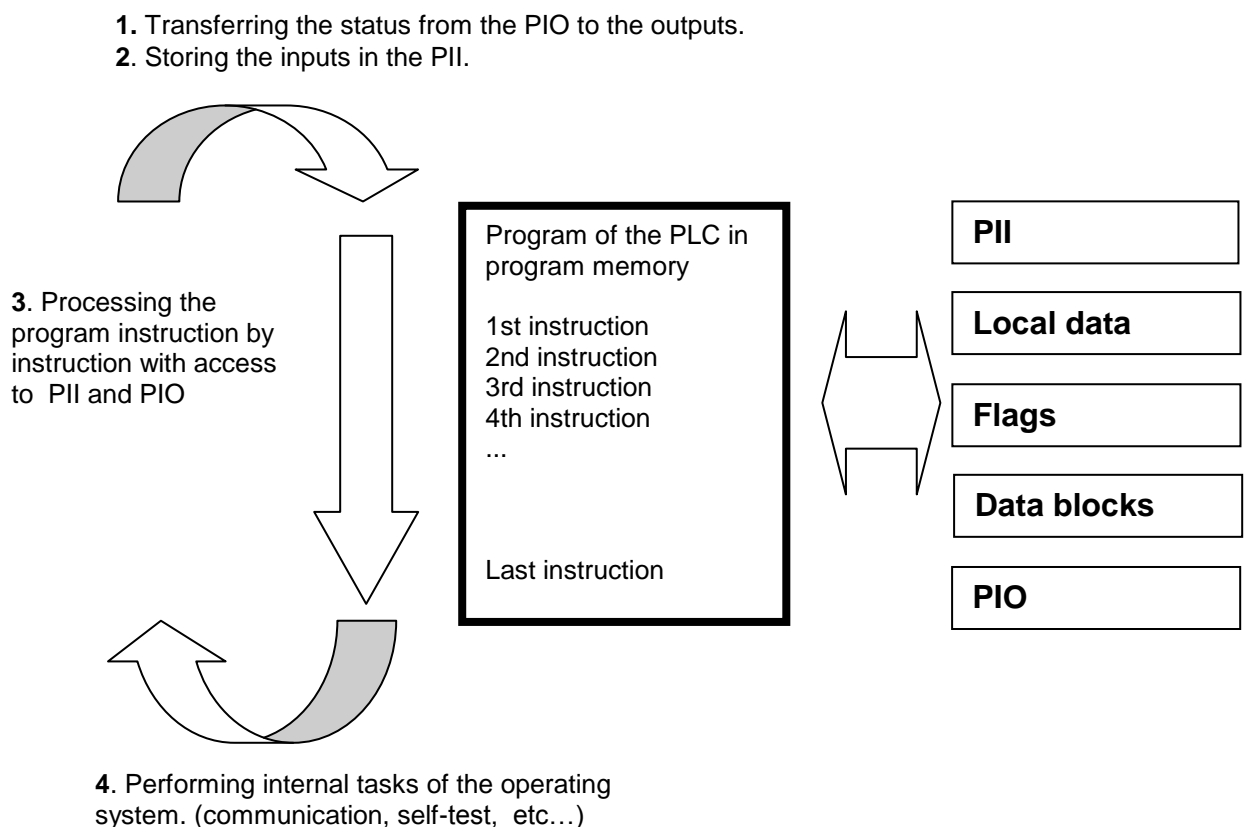 1. Transferring the status from the PIO to the outputs.
2. Storing the inputs in the PII.
3. Processing the
program instruction by
instruction with access
to  PII and PIO
Program of the PLC in
program memory
1st instruction
2nd instruction
3rd instruction
4th instruction
...
Last instruction
PII
Local data
Flags
Data blocks
PIO
4. Performing internal tasks of the operating
system. (communication, self-test,  etc…)